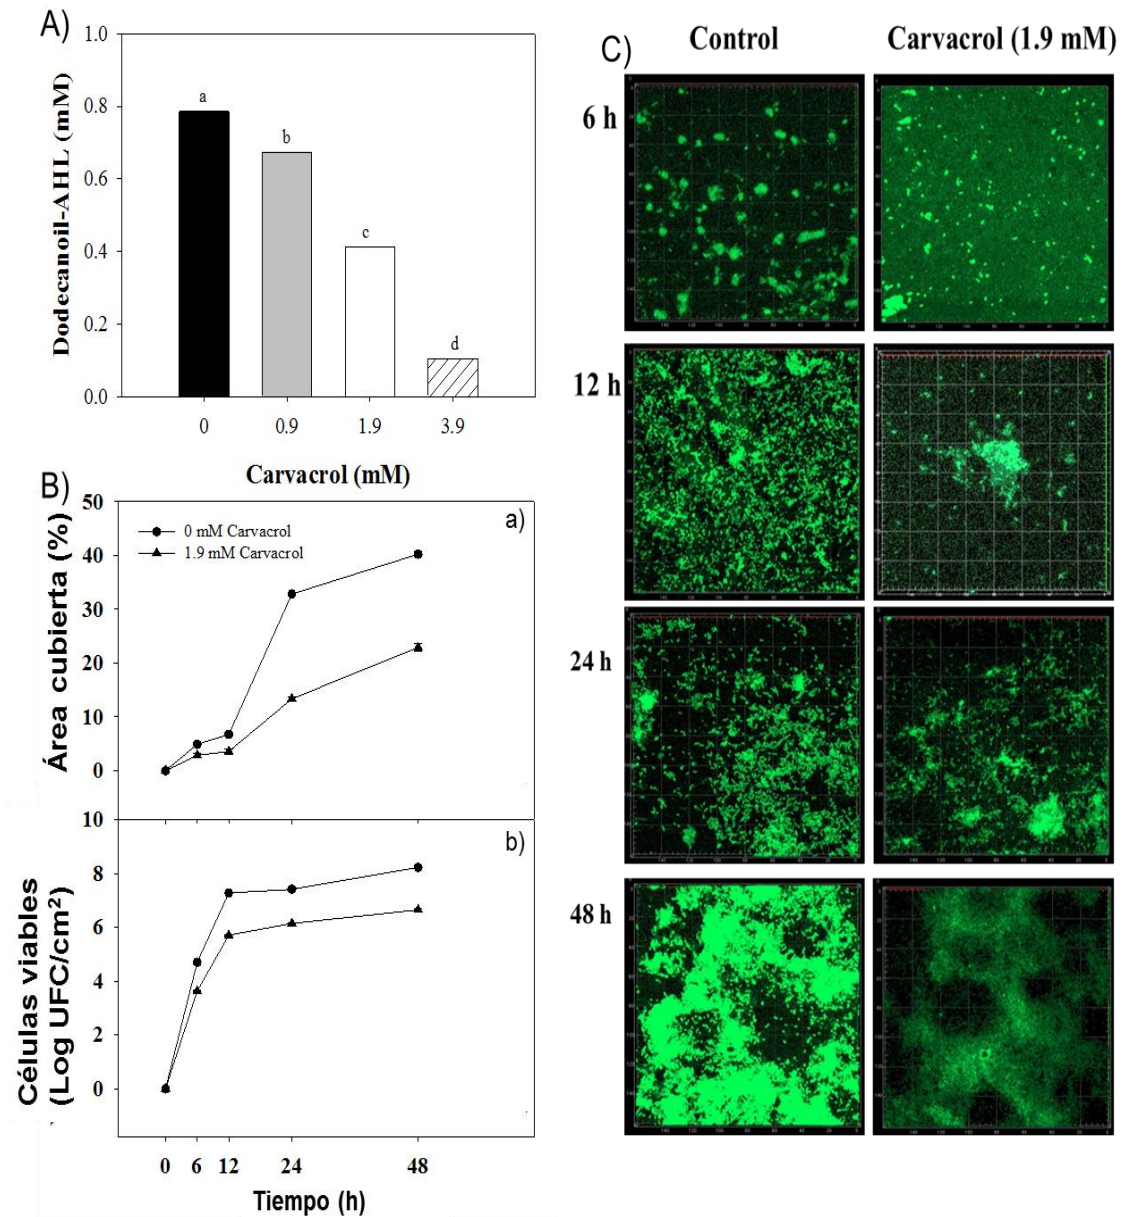 A)
1.0
0.8
0.6
0.4
0.2
0.0
Dodecanoil-AHL (mM)
a
b
c
d
0 0.9 1.9 3.9
Carvacrol (mM)
B)
a)
50
40
30
20
10
0
Área cubierta (%)
0 mM Carvacrol
1.9 mM Carvacrol
b)
10
8
6
4
2
0
Células viables
(Log UFC/cm²)
0 6 12 24 48
Tiempo (h)
C)
Control Carvacrol (1.9 mM)
6 h
12 h
24 h
48 h